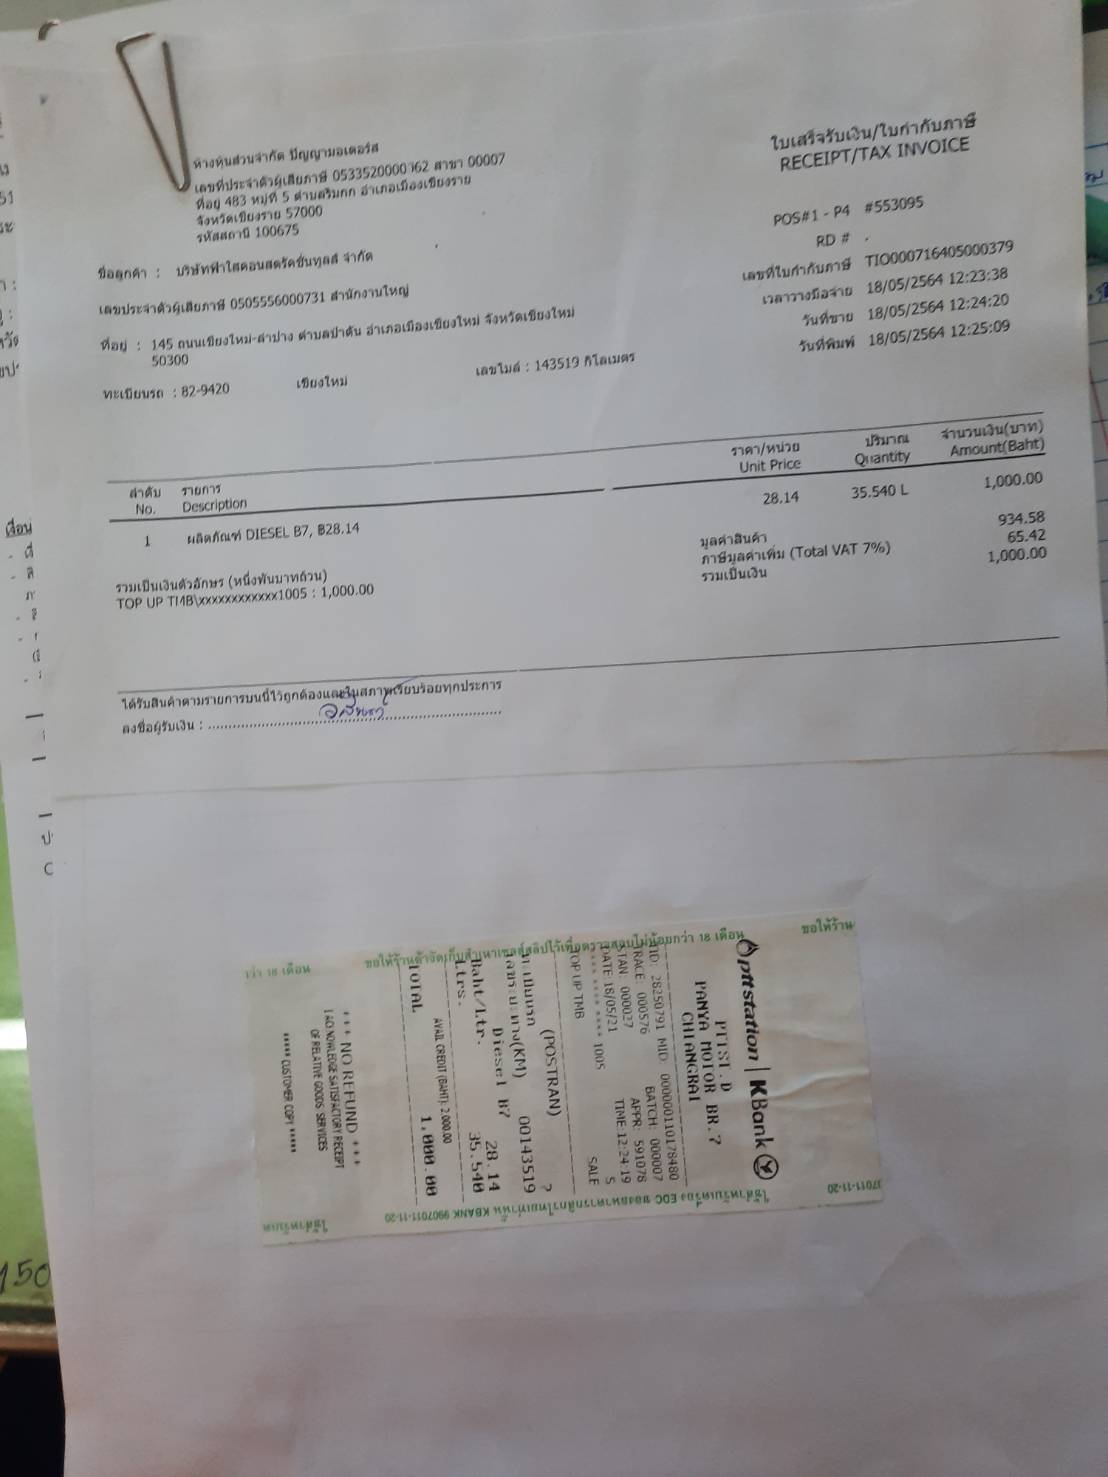 ห้างหุ้นส่วนจำกัด ปัญญามอเตอร์ส
เลขที่ประจำตัวผู้เสียภาษี 0533520000362 สาขา 00007
ที่อยู่ 483 หมู่ที่ 5 ตำบลริมกก อำเภอเมืองเชียงราย
จังหวัดเชียงราย 57000
รหัสสถานี 100675
ใบเสร็จรับเงิน/ใบกำกับภาษี
RECEIPT/TAX INVOICE
POS#1 - P4 #553095
RD # .
เลขที่ใบกำกับภาษี TIO000716405000379
เวลาวางมือจ่าย 18/05/2564 12:23:38
วันที่ขาย 18/05/2564 12:24:20
วันที่พิมพ์ 18/05/2564 12:25:09
ชื่อลูกค้า : บริษัทฟ้าใสคอนสตรัคชั่นทูลส์ จำกัด
เลขประจำตัวผู้เสียภาษี 0505556000731 สำนักงานใหญ่
ที่อยู่ : 145 ถนนเชียงใหม่-ลำปาง ตำบลป่าตัน อำเภอเมืองเชียงใหม่ จังหวัดเชียงใหม่
50300
ทะเบียนรถ : 82-9420 เชียงใหม่ เลขไมล์ : 143519 กิโลเมตร
ลำดับ รายการ ราคา/หน่วย ปริมาณ จำนวนเงิน(บาท)
No. Description Unit Price Quantity Amount(Baht)
1 ผลิตภัณฑ์ DIESEL B7, ฿28.14 28.14 35.540 L 1,000.00
มูลค่าสินค้า 934.58
ภาษีมูลค่าเพิ่ม (Total VAT 7%) 65.42
รวมเป็นเงิน 1,000.00
รวมเป็นเงินตัวอักษร (หนึ่งพันบาทถ้วน)
TOP UP TMB\xxxxxxxxxxxx1005 : 1,000.00
ได้รับสินค้าตามรายการบนนี้ไว้ถูกต้องและในสภาพเรียบร้อยทุกประการ
ลงชื่อผู้รับเงิน :
ขอให้ร้านค้าจัดเก็บสำเนาเซลส์สลิปไว้เพื่อตรวจสอบไม่น้อยกว่า 18 เดือน
ขอให้ร้าน
ว่า 18 เดือน
pttstation | KBank
PTTST.D
PANYA MOTOR BR.7
CHIANGRAI
TID: 28250791 MID: 000000110178480
TRACE: 000576 BATCH: 000007
STAN: 000027 APPR: 591078
DATE:18/05/21 TIME:12:24:19
**** **** **** 1005 S
TOP UP TMB SALE
(POSTRAN)
ทะเบียนรถ ?
เลขระยะทาง(KM) 00143519
Diesel B7
Baht/Ltr. 28.14
Ltrs. 35.540
AVAIL CREDIT (BAHT): 2,000.00
TOTAL 1,000.00
*** NO REFUND ***
I ACKNOWLEDGE SATISFACTORY RECEIPT
OF RELATIVE GOODS SERVICES
***** CUSTOMER COPY *****
ใช้สำหรับเครื่อง EDC ของธนาคารกสิกรไทยเท่านั้น KBANK 9907011-11-20
37011-11-20
ใช้สำหรับเค
150